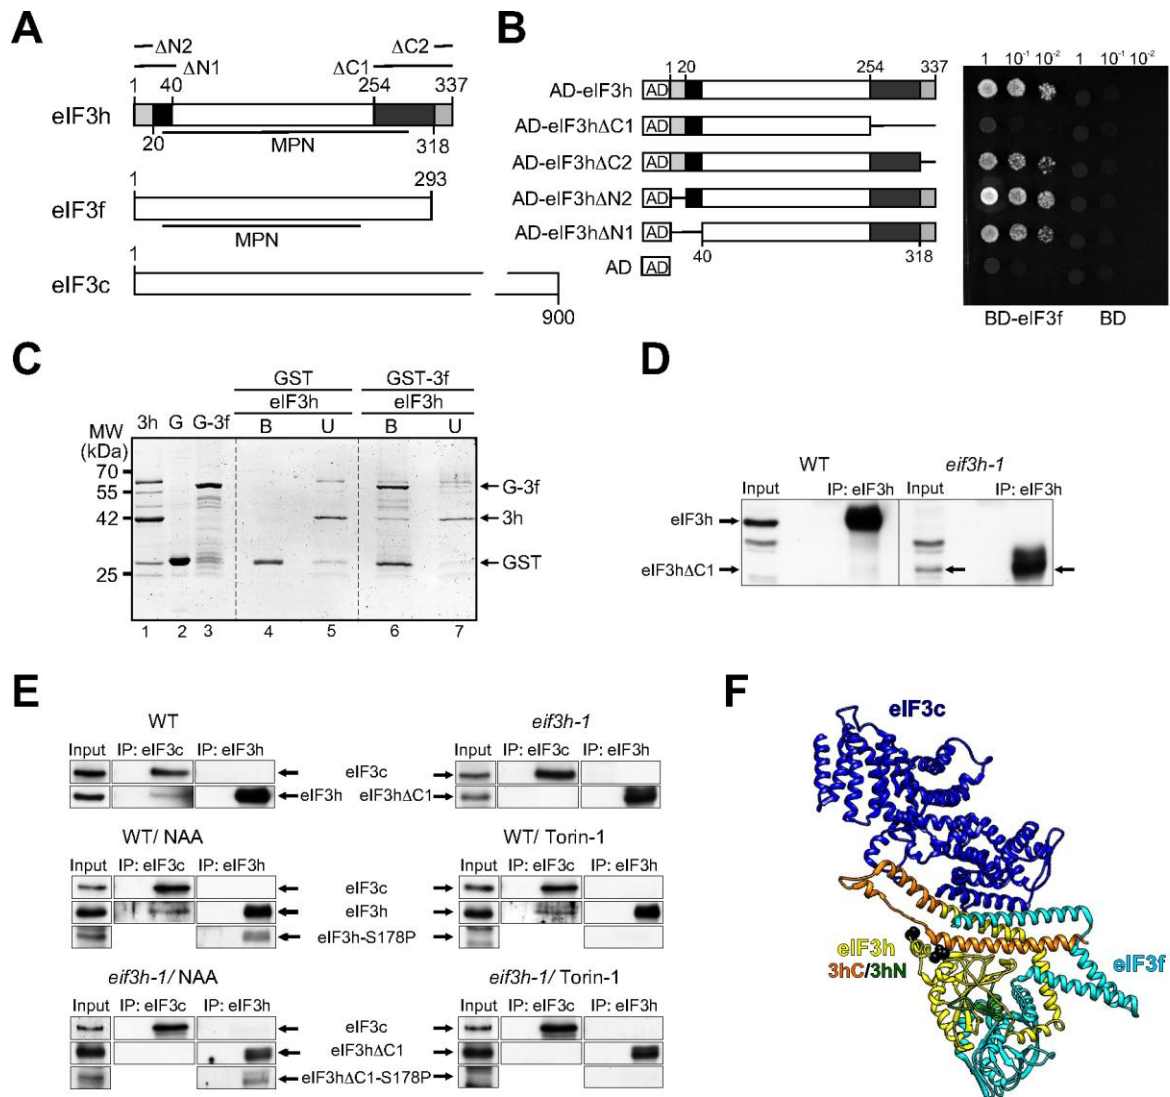 A
ΔN2 ΔC2
ΔN1 ΔC1
1 40 254 337
eIF3h
20 MPN 318
1 293
eIF3f
MPN
1
eIF3c
900
B
1 20 254 337
AD-eIF3h AD
AD-eIF3hΔC1 AD
AD-eIF3hΔC2 AD
AD-eIF3hΔN2 AD
AD-eIF3hΔN1 AD
40 318
AD AD
1 10⁻¹ 10⁻² 1 10⁻¹ 10⁻²
BD-eIF3f BD
C
GST GST-3f
eIF3h eIF3h
3h G G-3f B U B U
MW
(kDa)
70
55
42
25
G-3f
3h
GST
1 2 3 4 5 6 7
D
WT eif3h-1
Input IP: eIF3h Input IP: eIF3h
eIF3h
eIF3hΔC1
E
WT eif3h-1
Input IP: eIF3c IP: eIF3h Input IP: eIF3c IP: eIF3h
eIF3c
eIF3h eIF3hΔC1
WT/ NAA WT/ Torin-1
Input IP: eIF3c IP: eIF3h Input IP: eIF3c IP: eIF3h
eIF3c
eIF3h
eIF3h-S178P
eif3h-1/ NAA eif3h-1/ Torin-1
Input IP: eIF3c IP: eIF3h Input IP: eIF3c IP: eIF3h
eIF3c
eIF3hΔC1
eIF3hΔC1-S178P
F
eIF3c
eIF3h
3hC/3hN
eIF3f